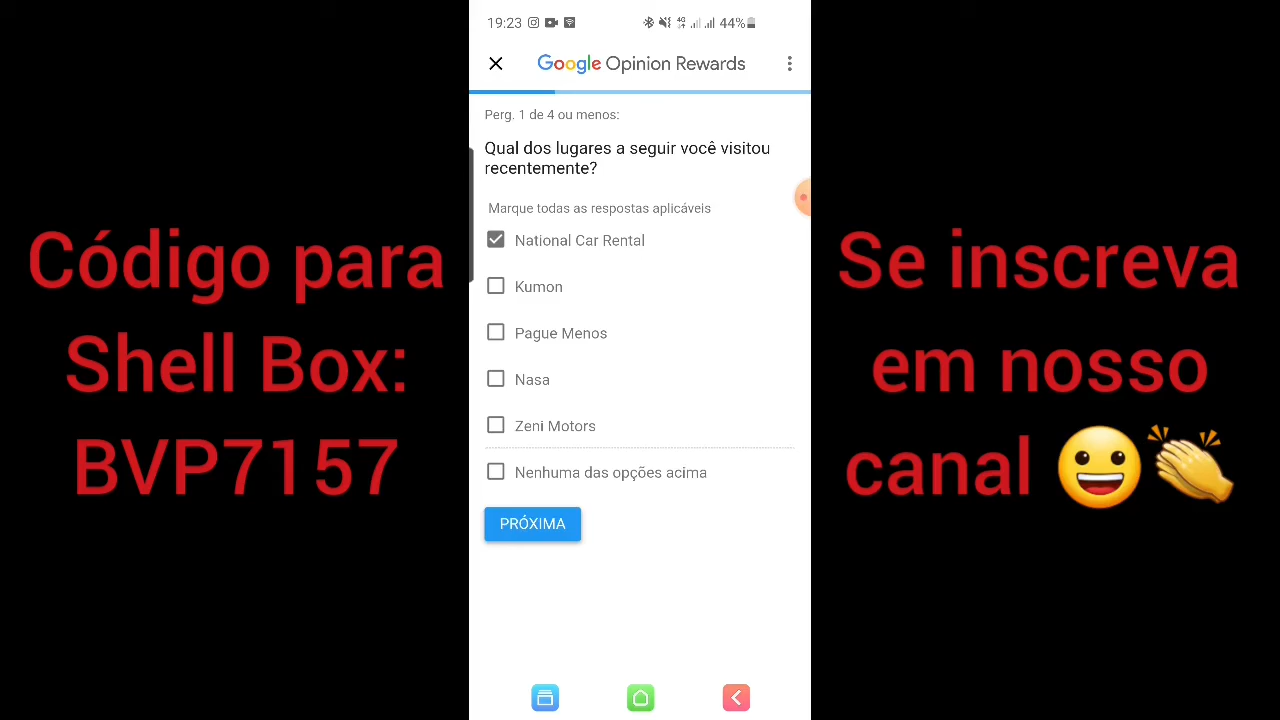 19:23
4G
44%
Google Opinion Rewards
Perg. 1 de 4 ou menos:
Qual dos lugares a seguir você visitou
recentemente?
Marque todas as respostas aplicáveis
National Car Rental
Kumon
Pague Menos
Nasa
Zeni Motors
Nenhuma das opções acima
PRÓXIMA
Código para
Shell Box:
BVP7157
Se inscreva
em nosso
canal 😀👏